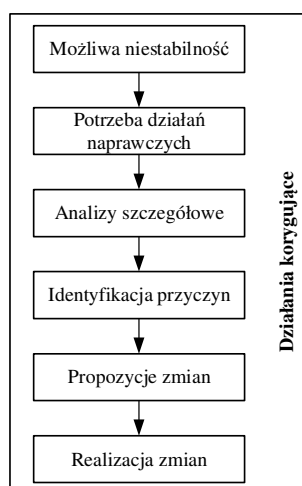 Możliwa niestabilność
Potrzeba działań
naprawczych
Analizy szczegółowe
Identyfikacja przyczyn
Propozycje zmian
Realizacja zmian
Działania korygujące